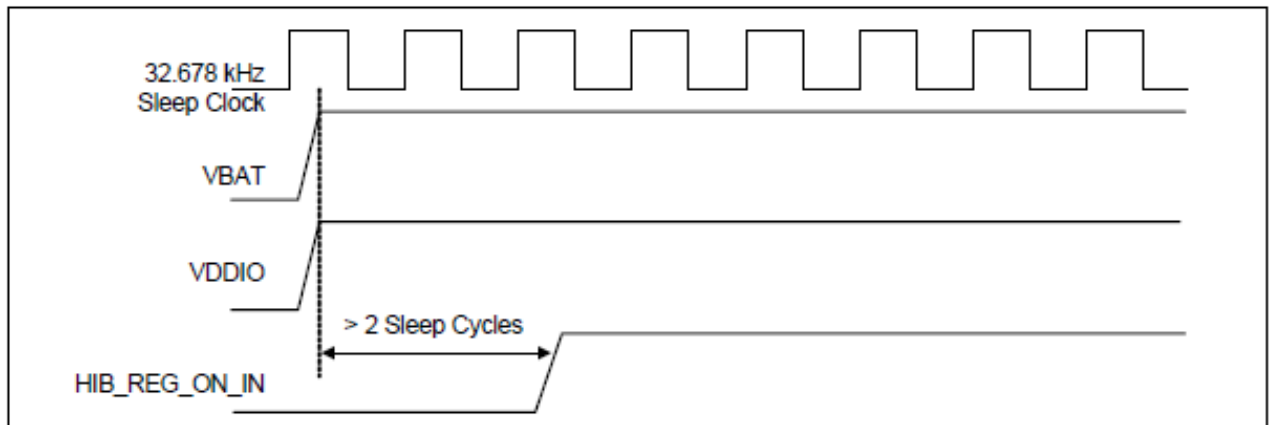 32.678 kHz
Sleep Clock
VBAT
VDDIO
> 2 Sleep Cycles
HIB_REG_ON_IN